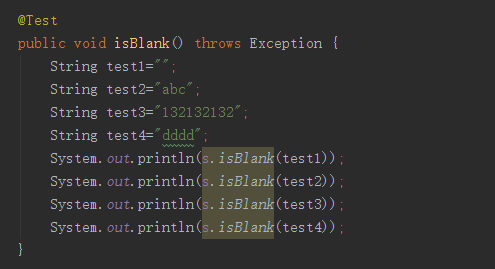 @Test
public void isBlank() throws Exception {
    String test1="";
    String test2="abc";
    String test3="132132132";
    String test4="dddd";
    System.out.println(s.isBlank(test1));
    System.out.println(s.isBlank(test2));
    System.out.println(s.isBlank(test3));
    System.out.println(s.isBlank(test4));
}